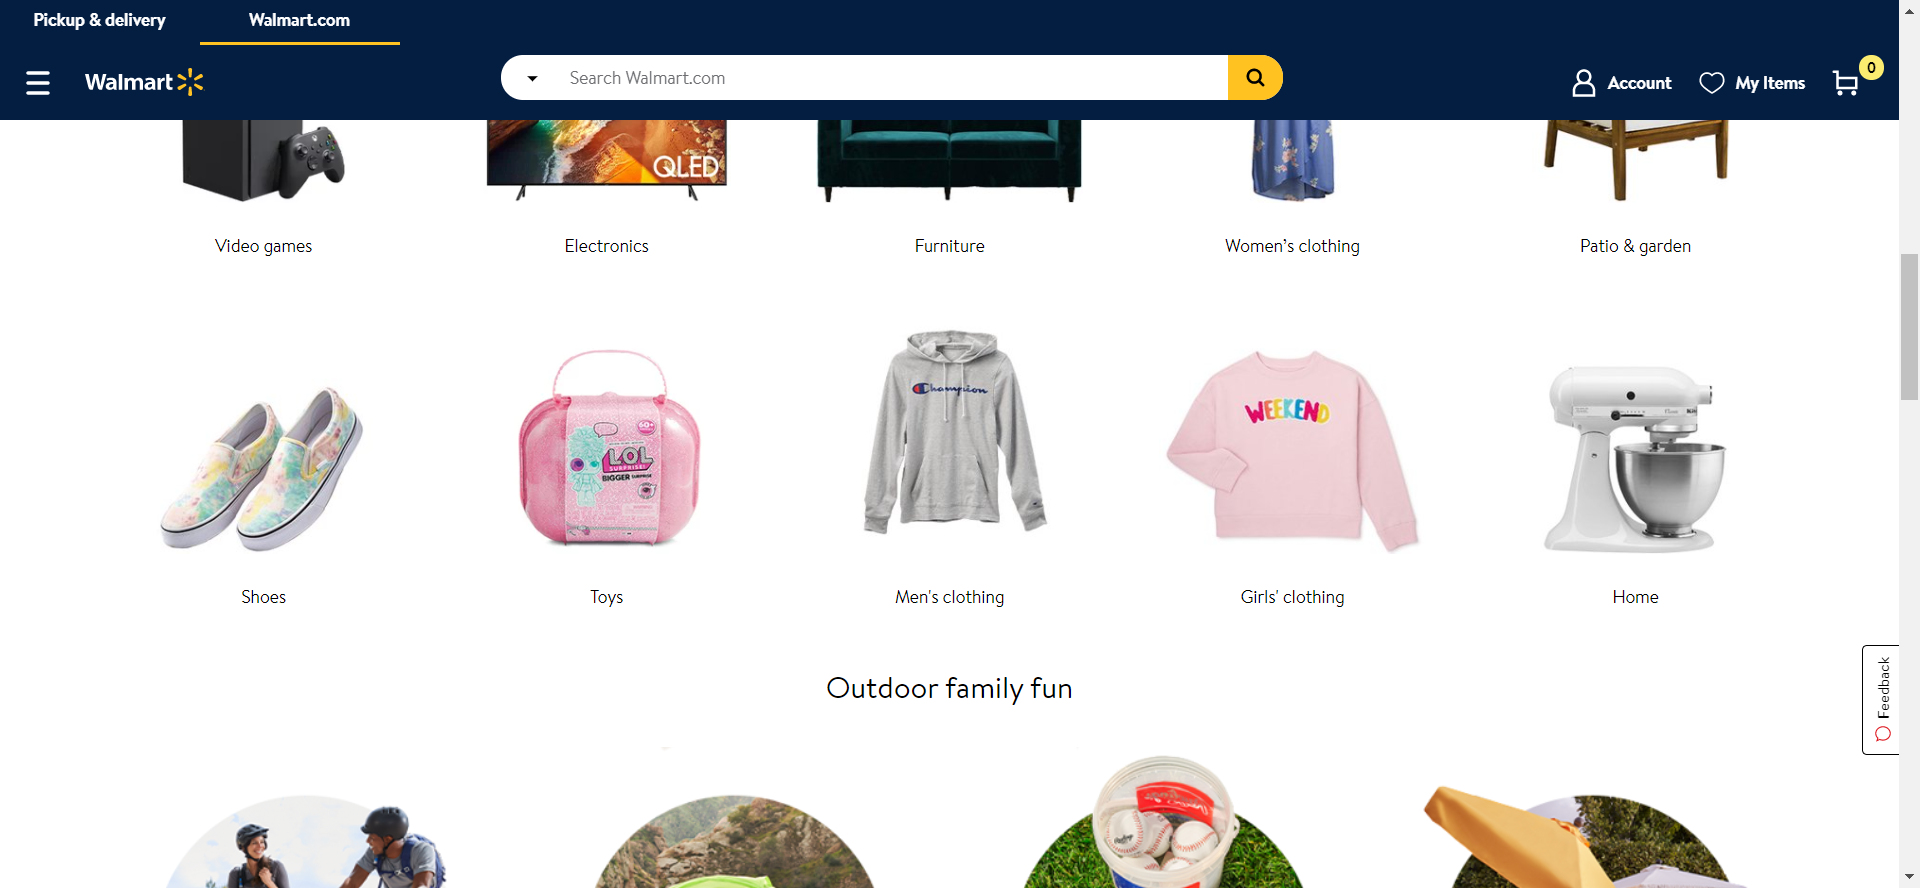 Pickup & delivery
Walmart.com
Walmart
Search Walmart.com
Account
My Items
0
QLED
Video games
Electronics
Furniture
Women's clothing
Patio & garden
60+
LOL
SURPRISE!
BIGGER SURPRISE
Champion
WEEKEND
Shoes
Toys
Men's clothing
Girls' clothing
Home
Feedback
Outdoor family fun